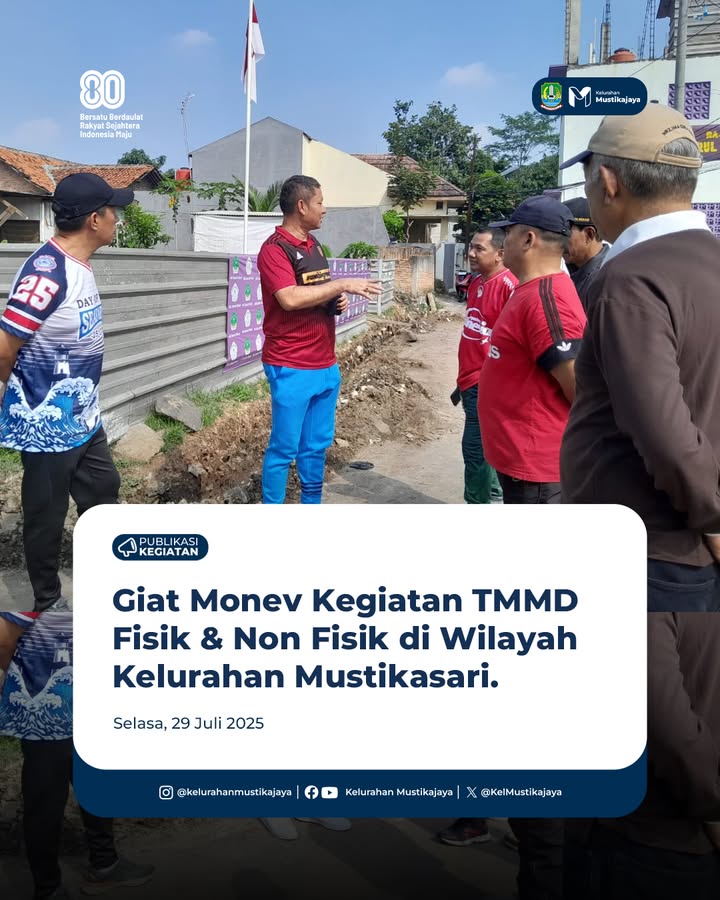 80
Bersatu Berdaulat
Rakyat Sejahtera
Indonesia Maju
Kelurahan
Mustikajaya
25
PUBLIKASI
KEGIATAN
Giat Monev Kegiatan TMMD
Fisik & Non Fisik di Wilayah
Kelurahan Mustikasari.
Selasa, 29 Juli 2025
@kelurahanmustikajaya | Kelurahan Mustikajaya | @KelMustikajaya